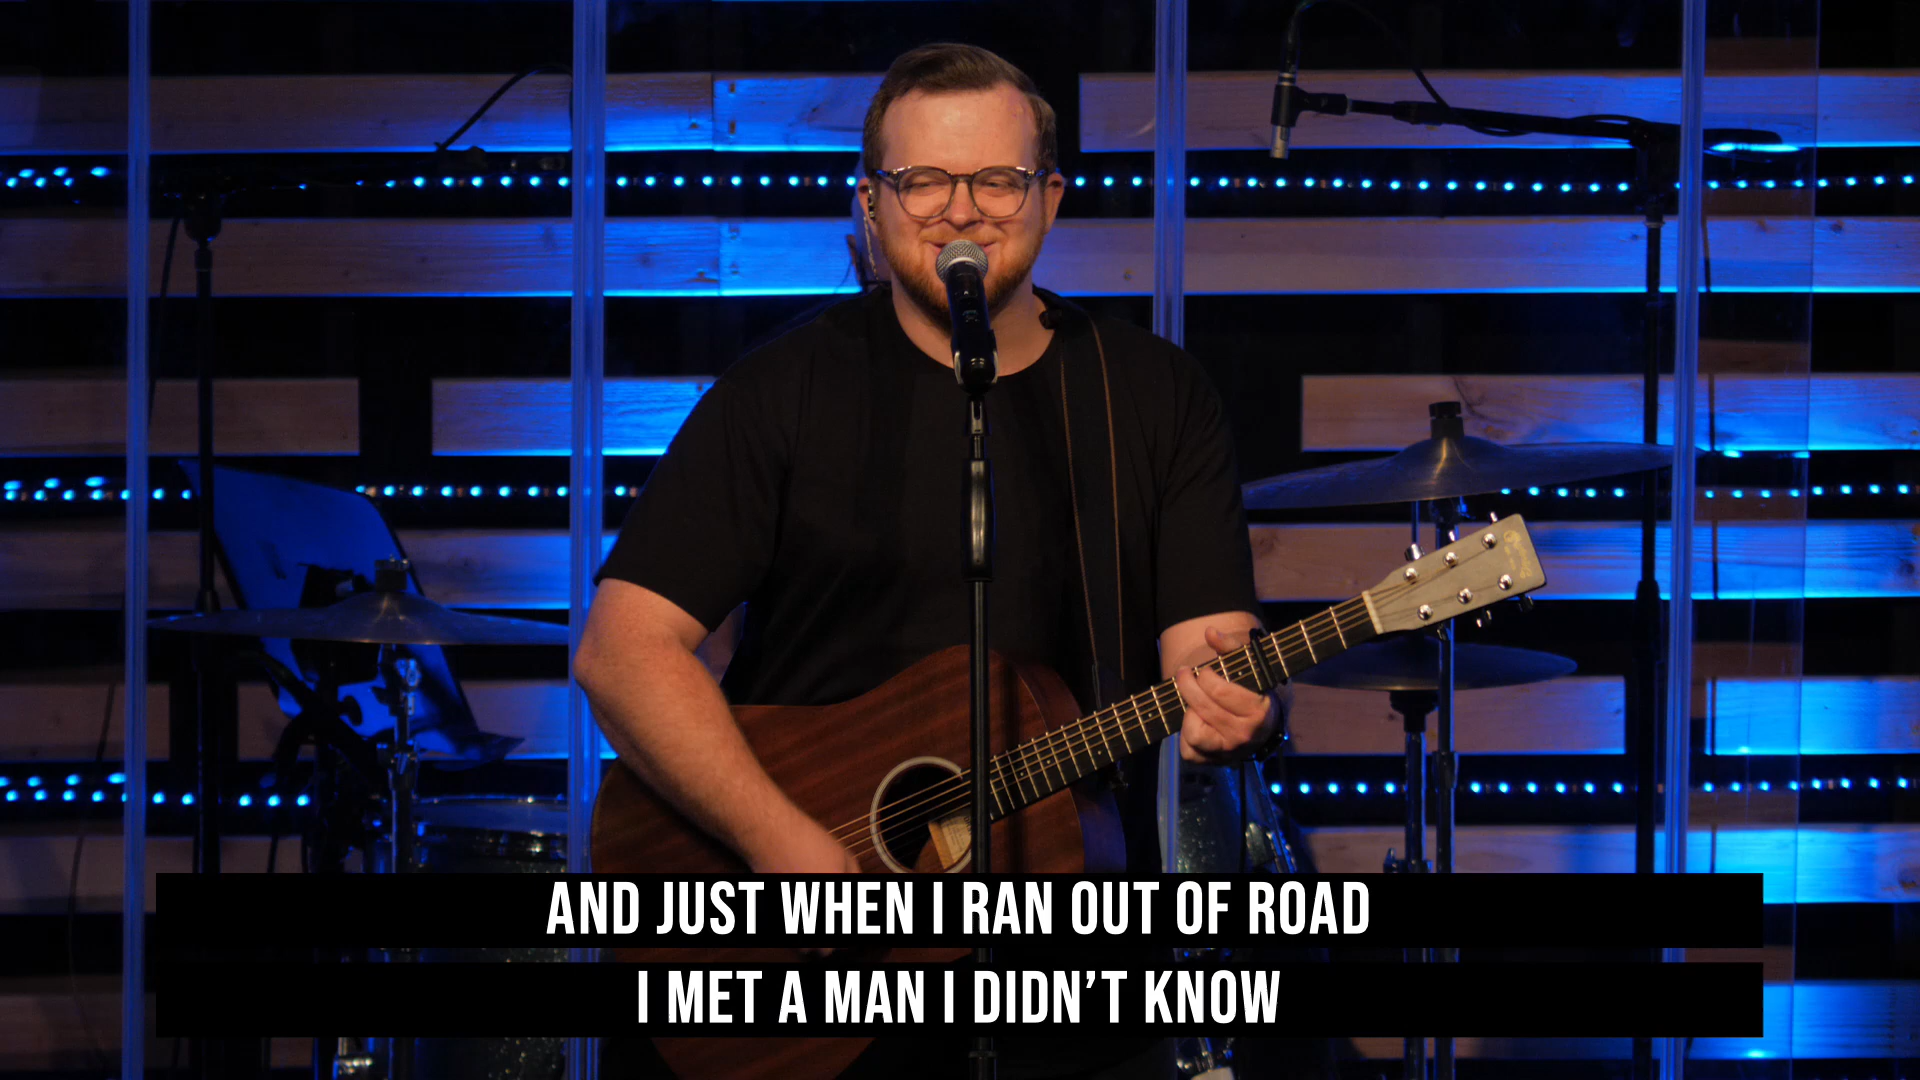 AND JUST WHEN I RAN OUT OF ROAD
I MET A MAN I DIDN’T KNOW